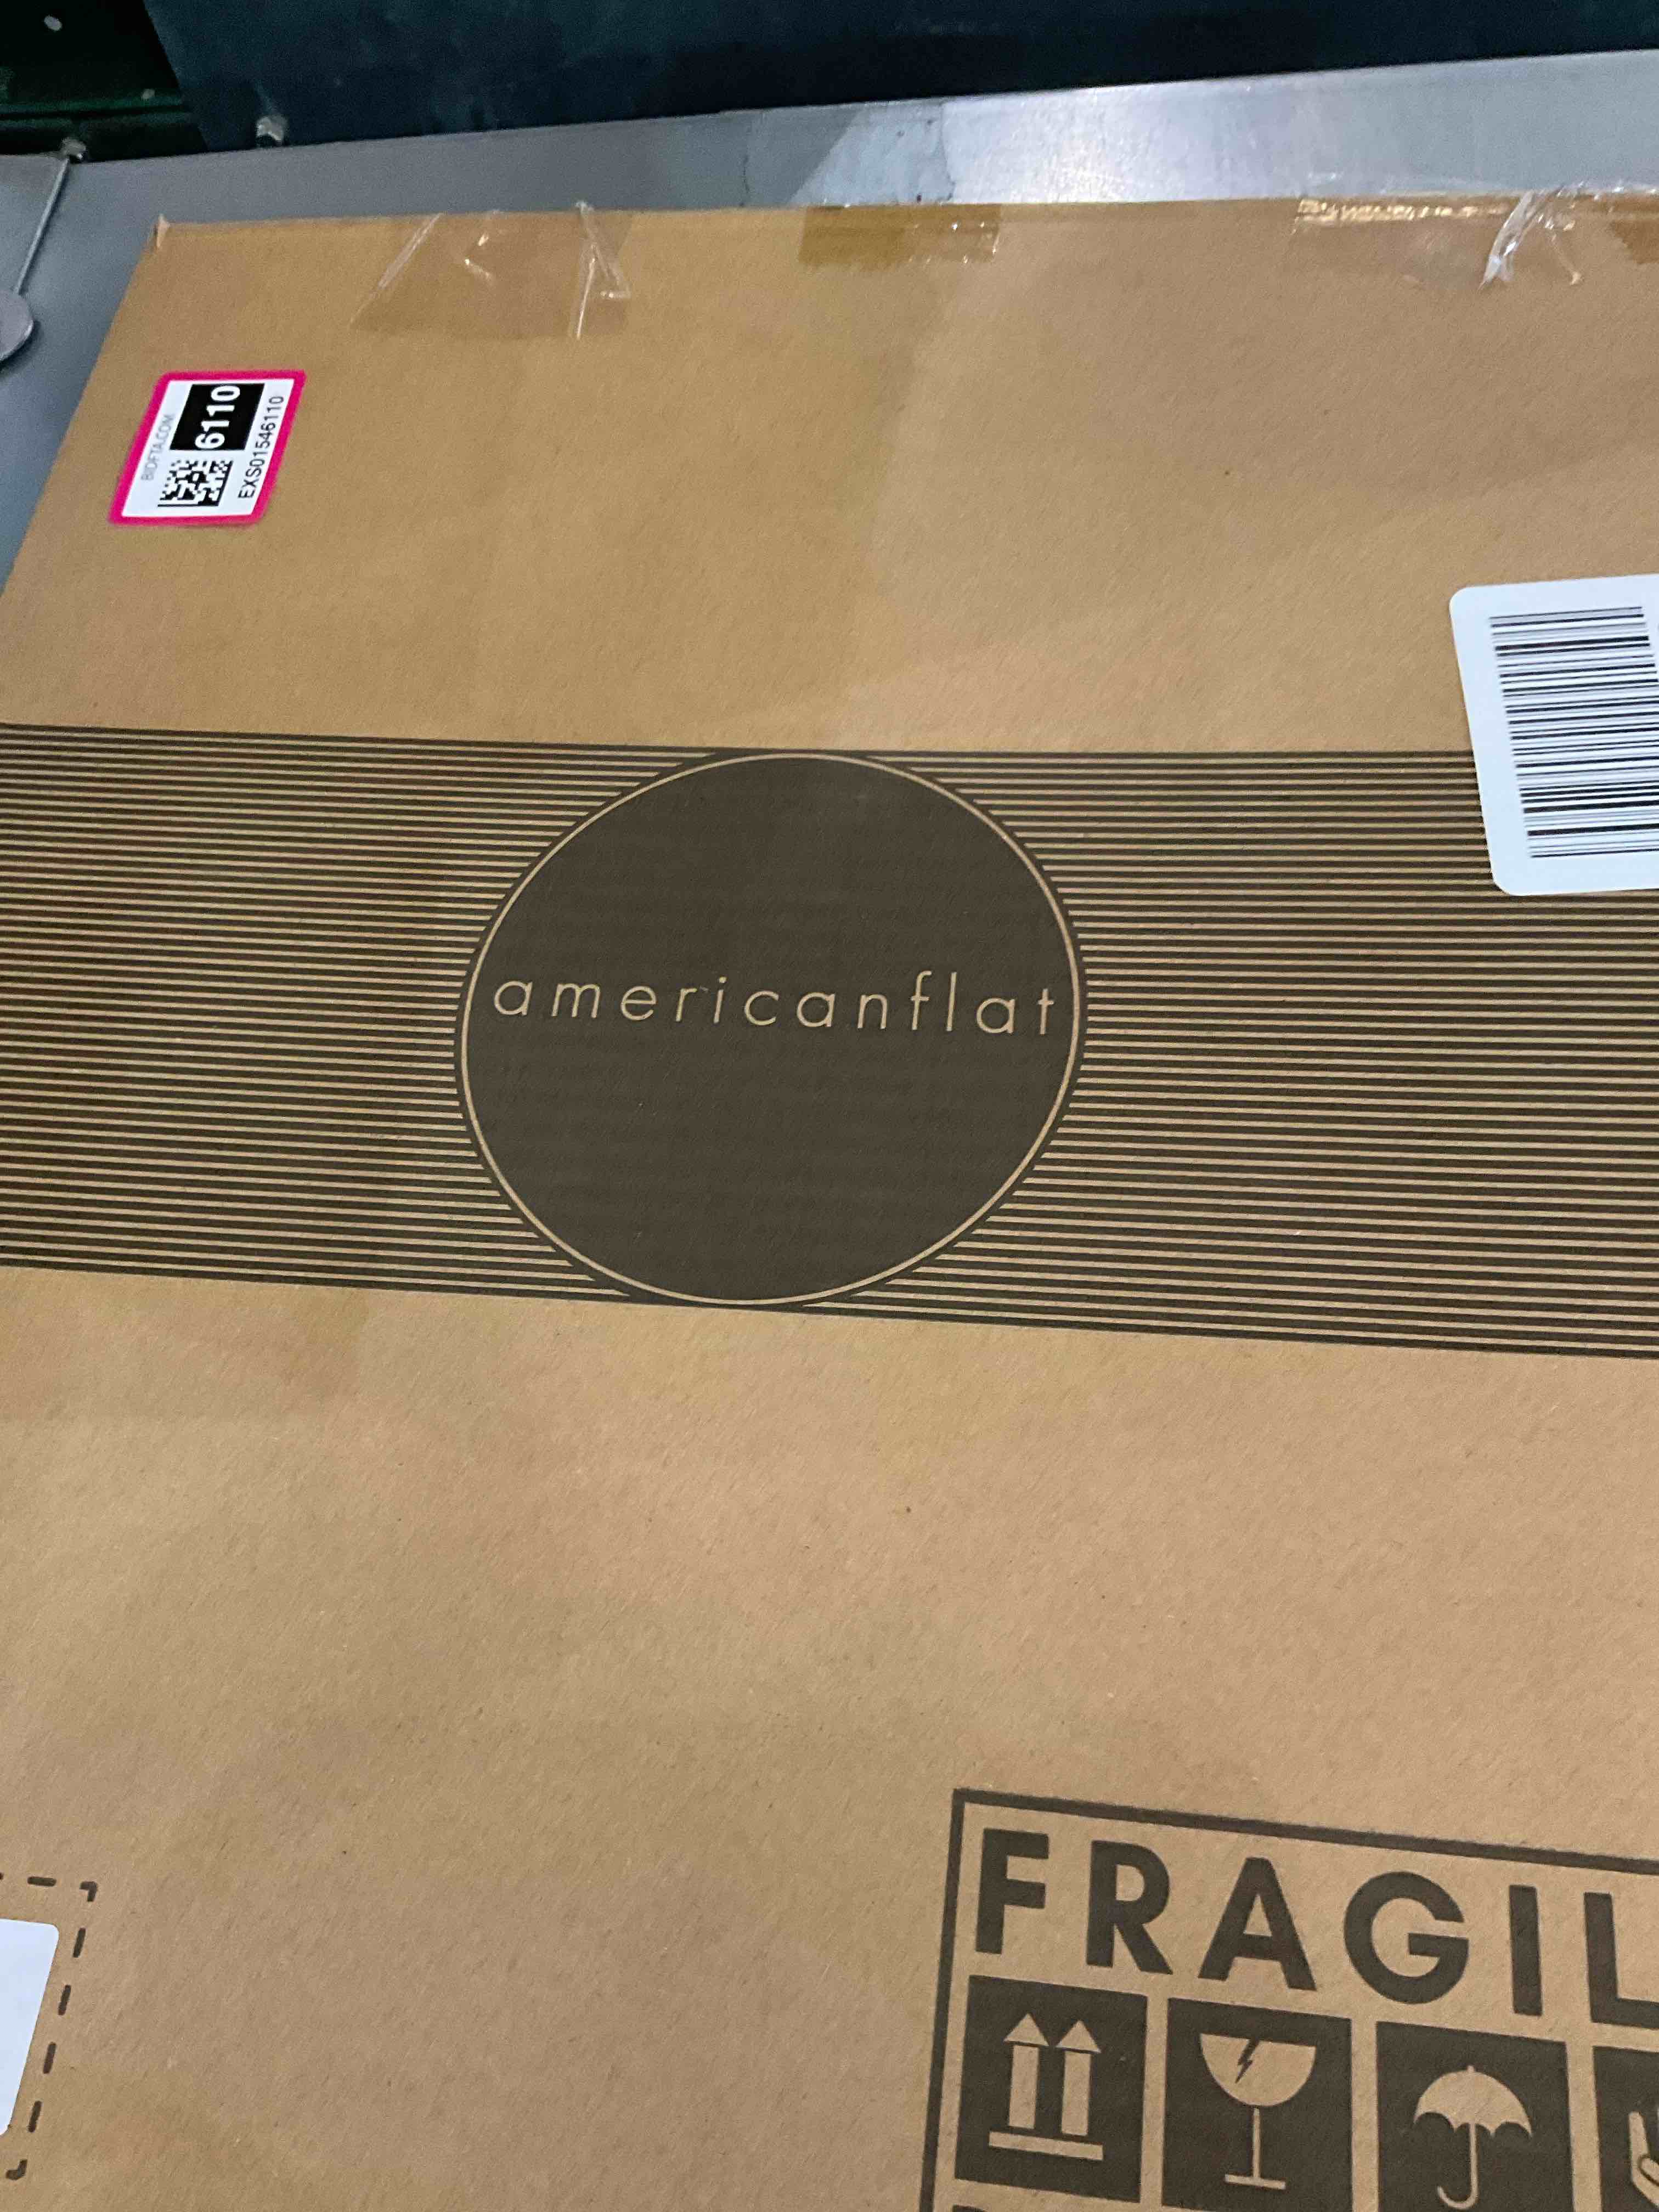 BIDFTA.COM
6110
EXS01546110
americanflat
FRAGIL